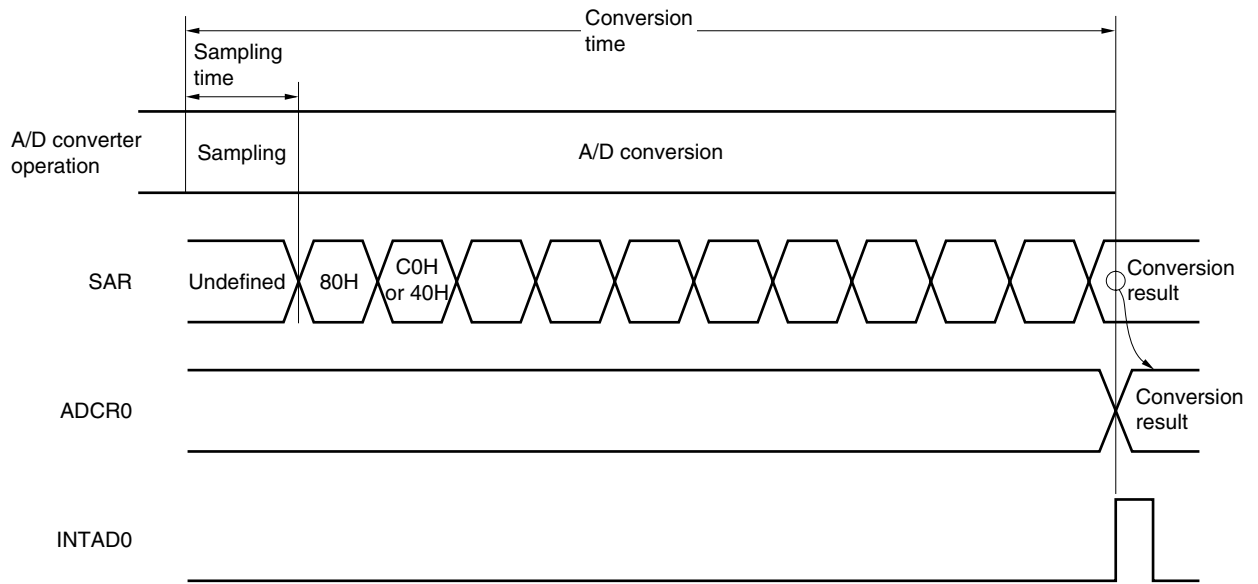 Conversion
time
Sampling
time
A/D converter
operation
Sampling
A/D conversion
SAR
Undefined
80H
C0H
or 40H
Conversion
result
ADCR0
Conversion
result
INTAD0